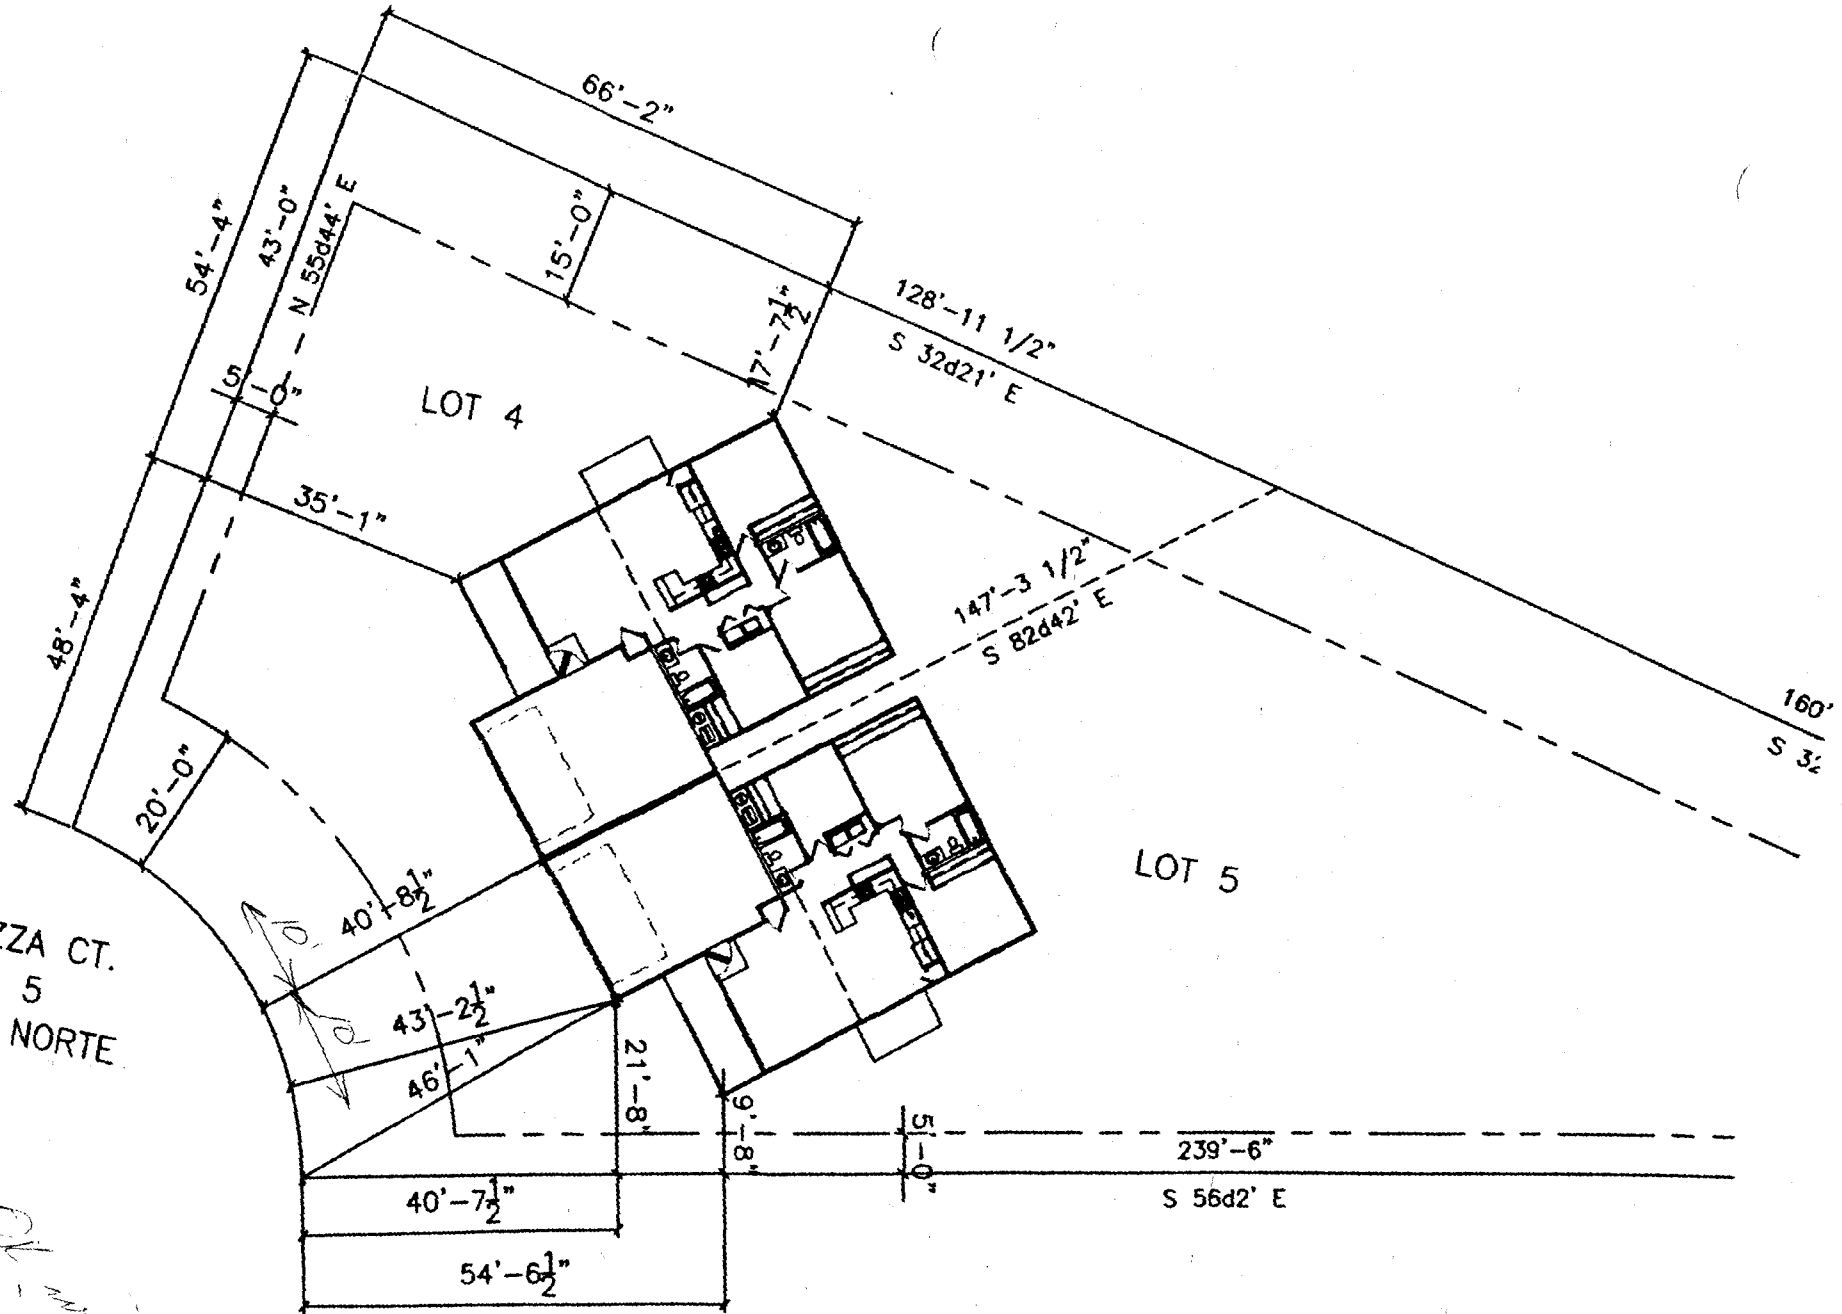 66'-2"
54'-4"
43'-0"
N 55d44' E
15'-0"
17'-7½"
128'-11 1/2"
S 32d21' E
5'-0"
LOT 4
35'-1"
48'-4"
147'-3 1/2"
S 82d42' E
160'
S 32
20'-0"
LOT 5
40'-8½"
ZZA CT.
5
NORTE
43'-2½"
46'-1"
21'-8"
9'-8"
5'-0"
239'-6"
S 56d2' E
40'-7½"
54'-6½"